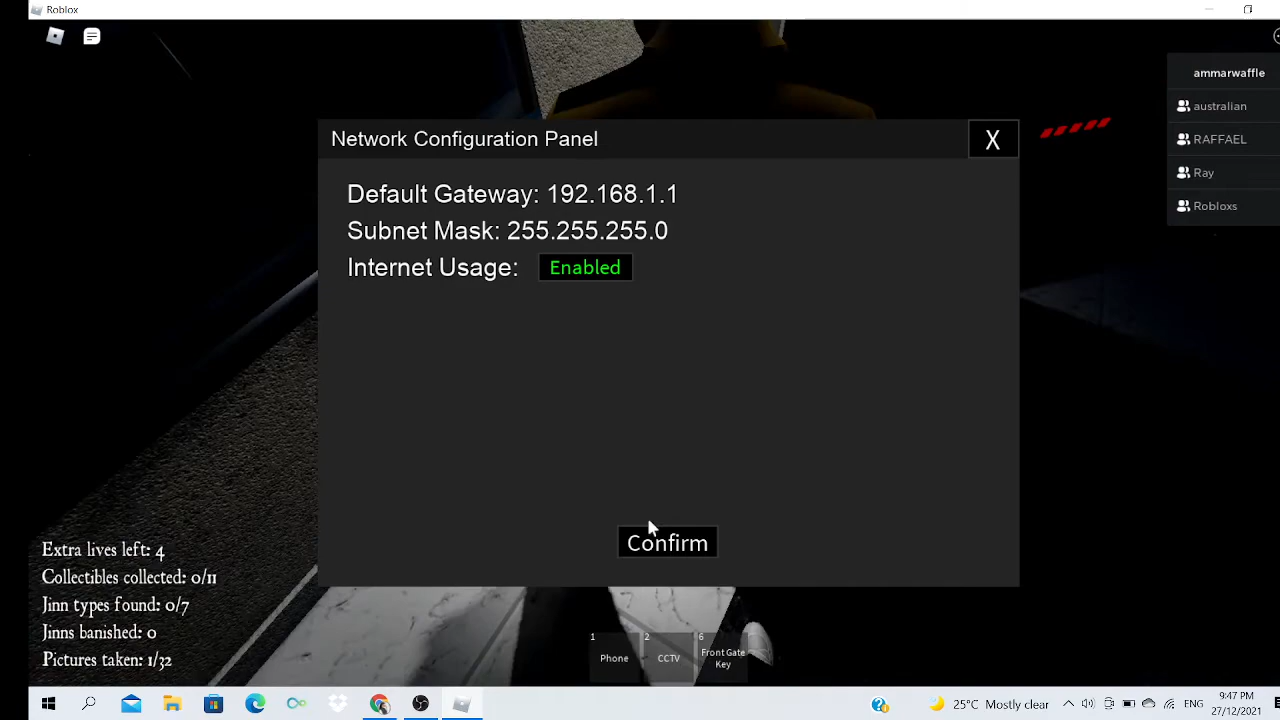 Roblox
ammarwaffle
australian
RAFFAEL
Ray
Robloxs
Network Configuration Panel
X
Default Gateway: 192.168.1.1
Subnet Mask: 255.255.255.0
Internet Usage: Enabled
Confirm
Extra lives left: 4
Collectibles collected: 0/11
Jinn types found: 0/7
Jinns banished: 0
Pictures taken: 1/32
1 Phone
2 CCTV
6 Front Gate Key
25°C Mostly clear
9:47 PM
27/12/2021